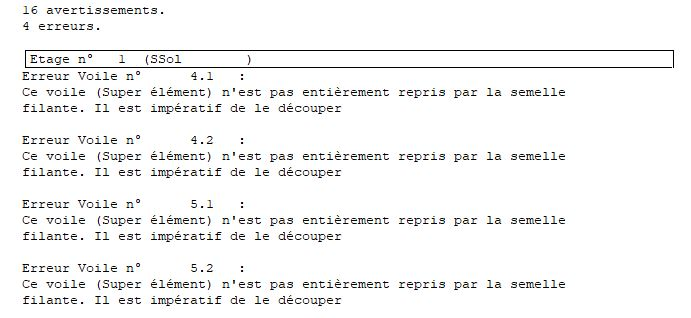 16 avertissements.
4 erreurs.
Etage n° 1 (SSol )
Erreur Voile n° 4.1 :
Ce voile (Super élément) n'est pas entièrement repris par la semelle
filante. Il est impératif de le découper
Erreur Voile n° 4.2 :
Ce voile (Super élément) n'est pas entièrement repris par la semelle
filante. Il est impératif de le découper
Erreur Voile n° 5.1 :
Ce voile (Super élément) n'est pas entièrement repris par la semelle
filante. Il est impératif de le découper
Erreur Voile n° 5.2 :
Ce voile (Super élément) n'est pas entièrement repris par la semelle
filante. Il est impératif de le découper